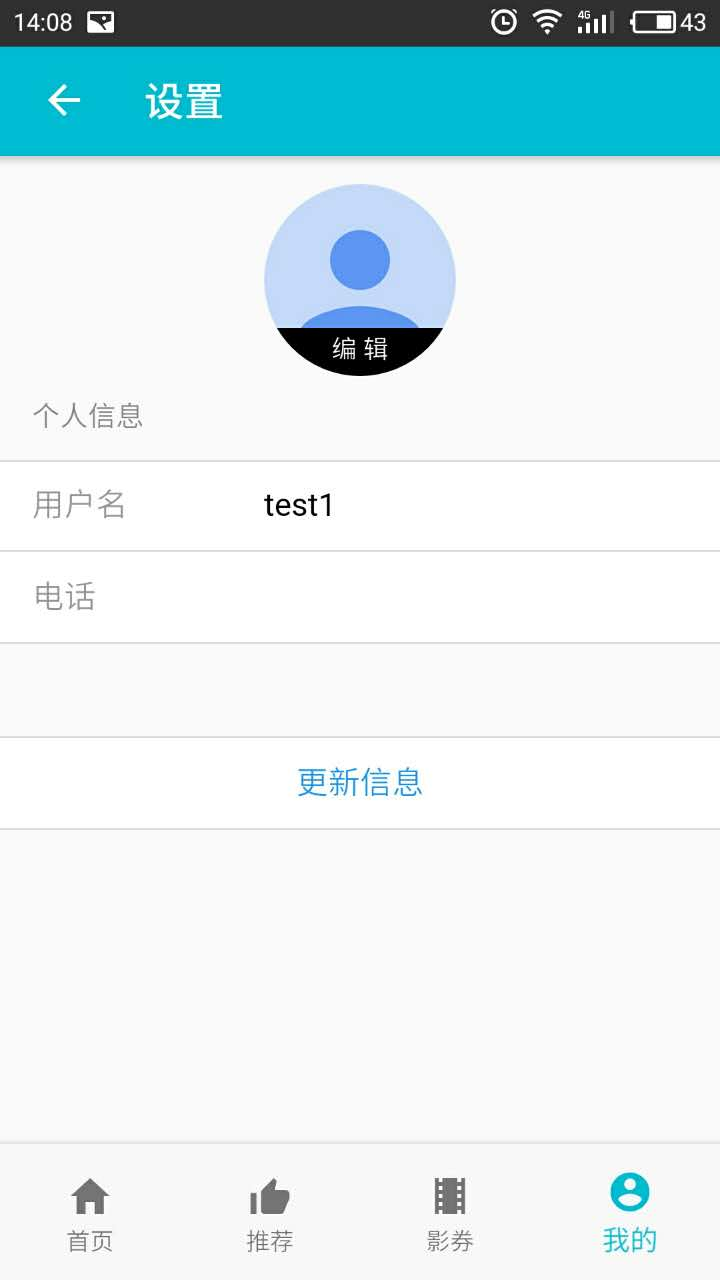 14:08 4G 43
设置
编辑
个人信息
用户名 test1
电话
更新信息
首页 推荐 影券 我的